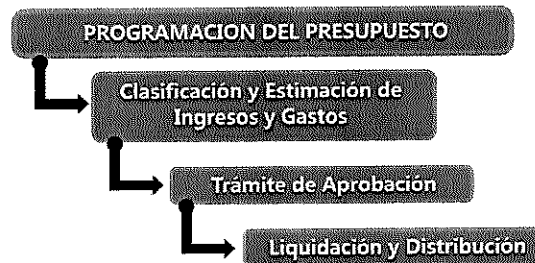 PROGRAMACION DEL PRESUPUESTO
Clasificación y Estimación de
Ingresos y Gastos
Trámite de Aprobación
Liquidación y Distribución